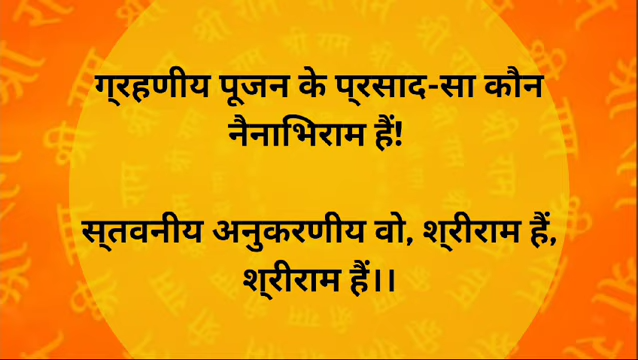 ग्रहणीय पूजन के प्रसाद-सा कौन
नैनाभिराम हैं!
स्तवनीय अनुकरणीय वो, श्रीराम हैं,
श्रीराम हैं।।